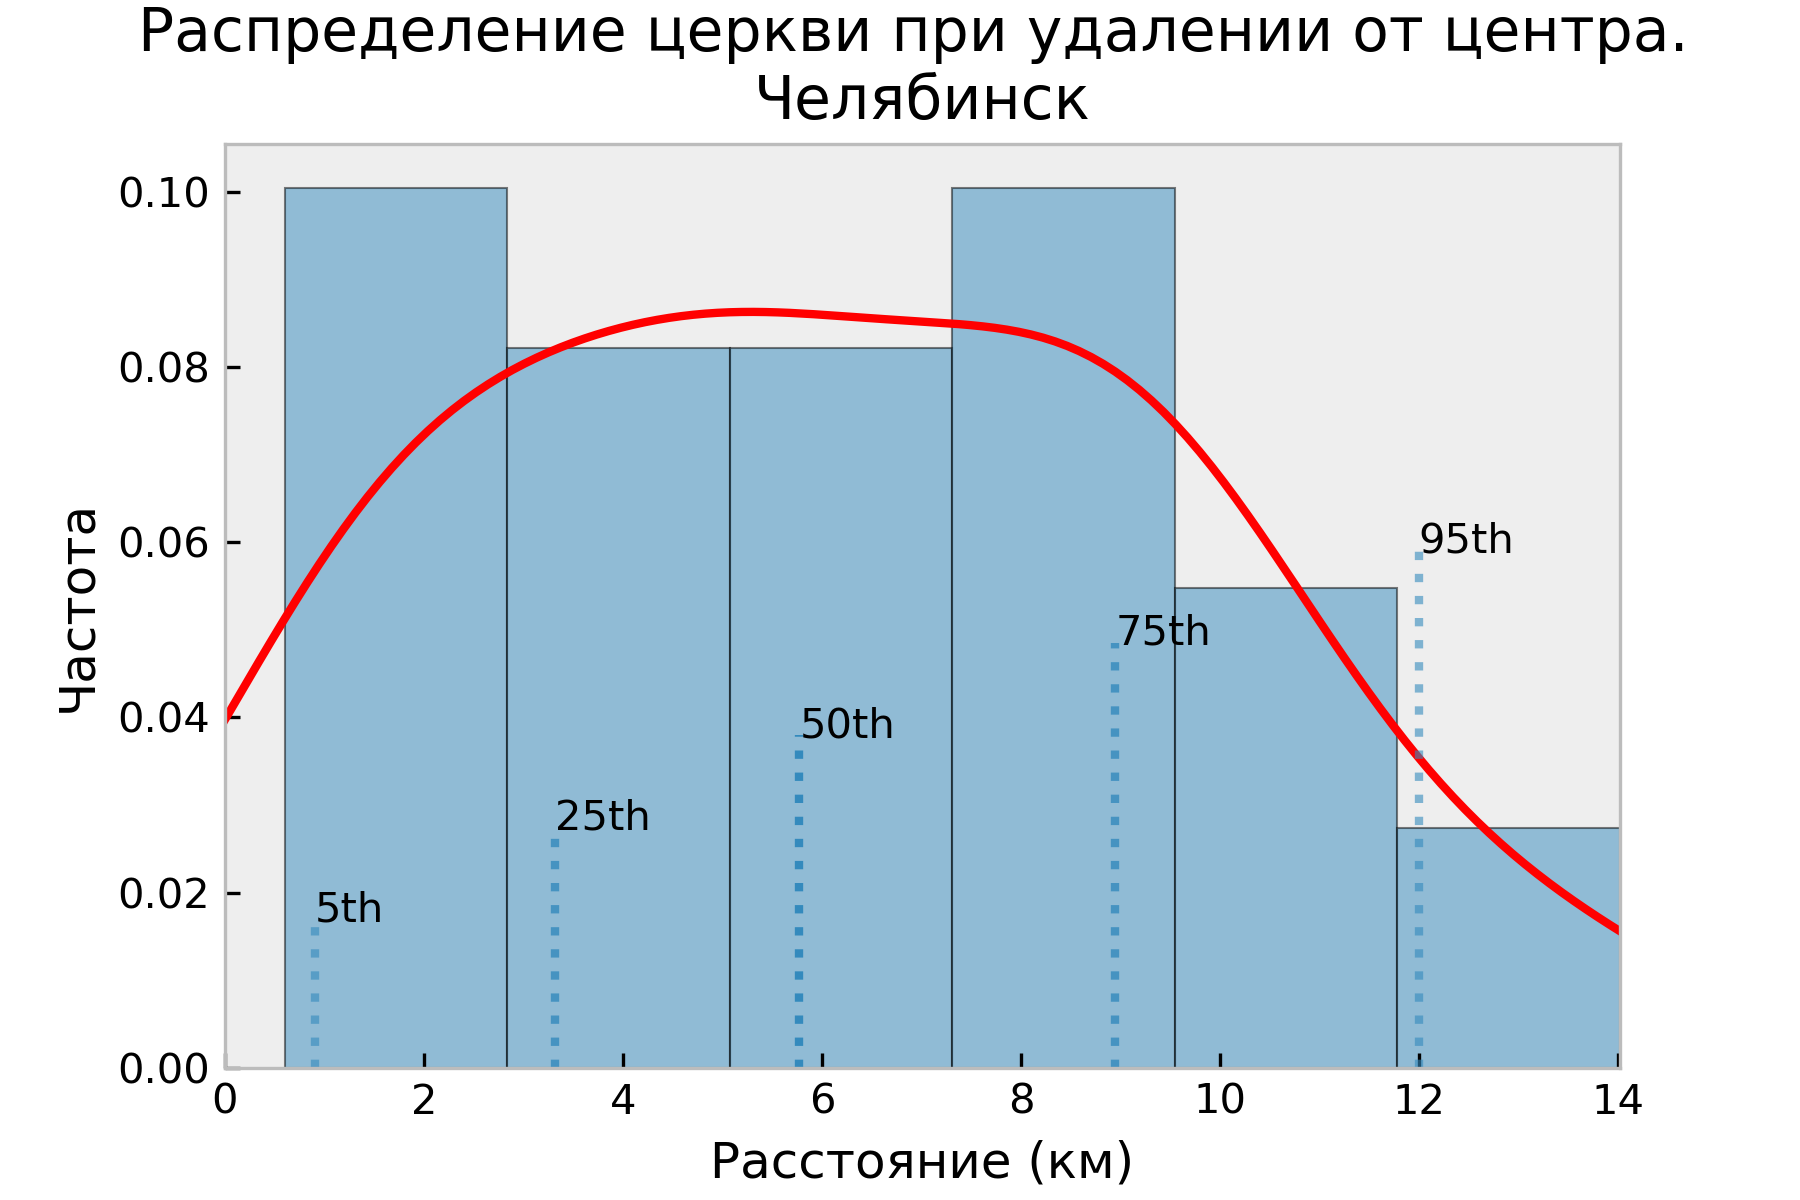 Распределение церкви при удалении от центра.
Челябинск
Частота
0.10
0.08
0.06
0.04
0.02
0.00
95th
75th
50th
25th
5th
0 2 4 6 8 10 12 14
Расстояние (км)